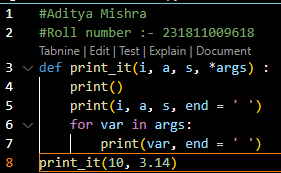 1 #Aditya Mishra
2 #Roll number :- 231811009618
Tabnine | Edit | Test | Explain | Document
3 def print_it(i, a, s, *args) :
4     print()
5     print(i, a, s, end = ' ')
6     for var in args:
7         print(var, end = ' ')
8 print_it(10, 3.14)